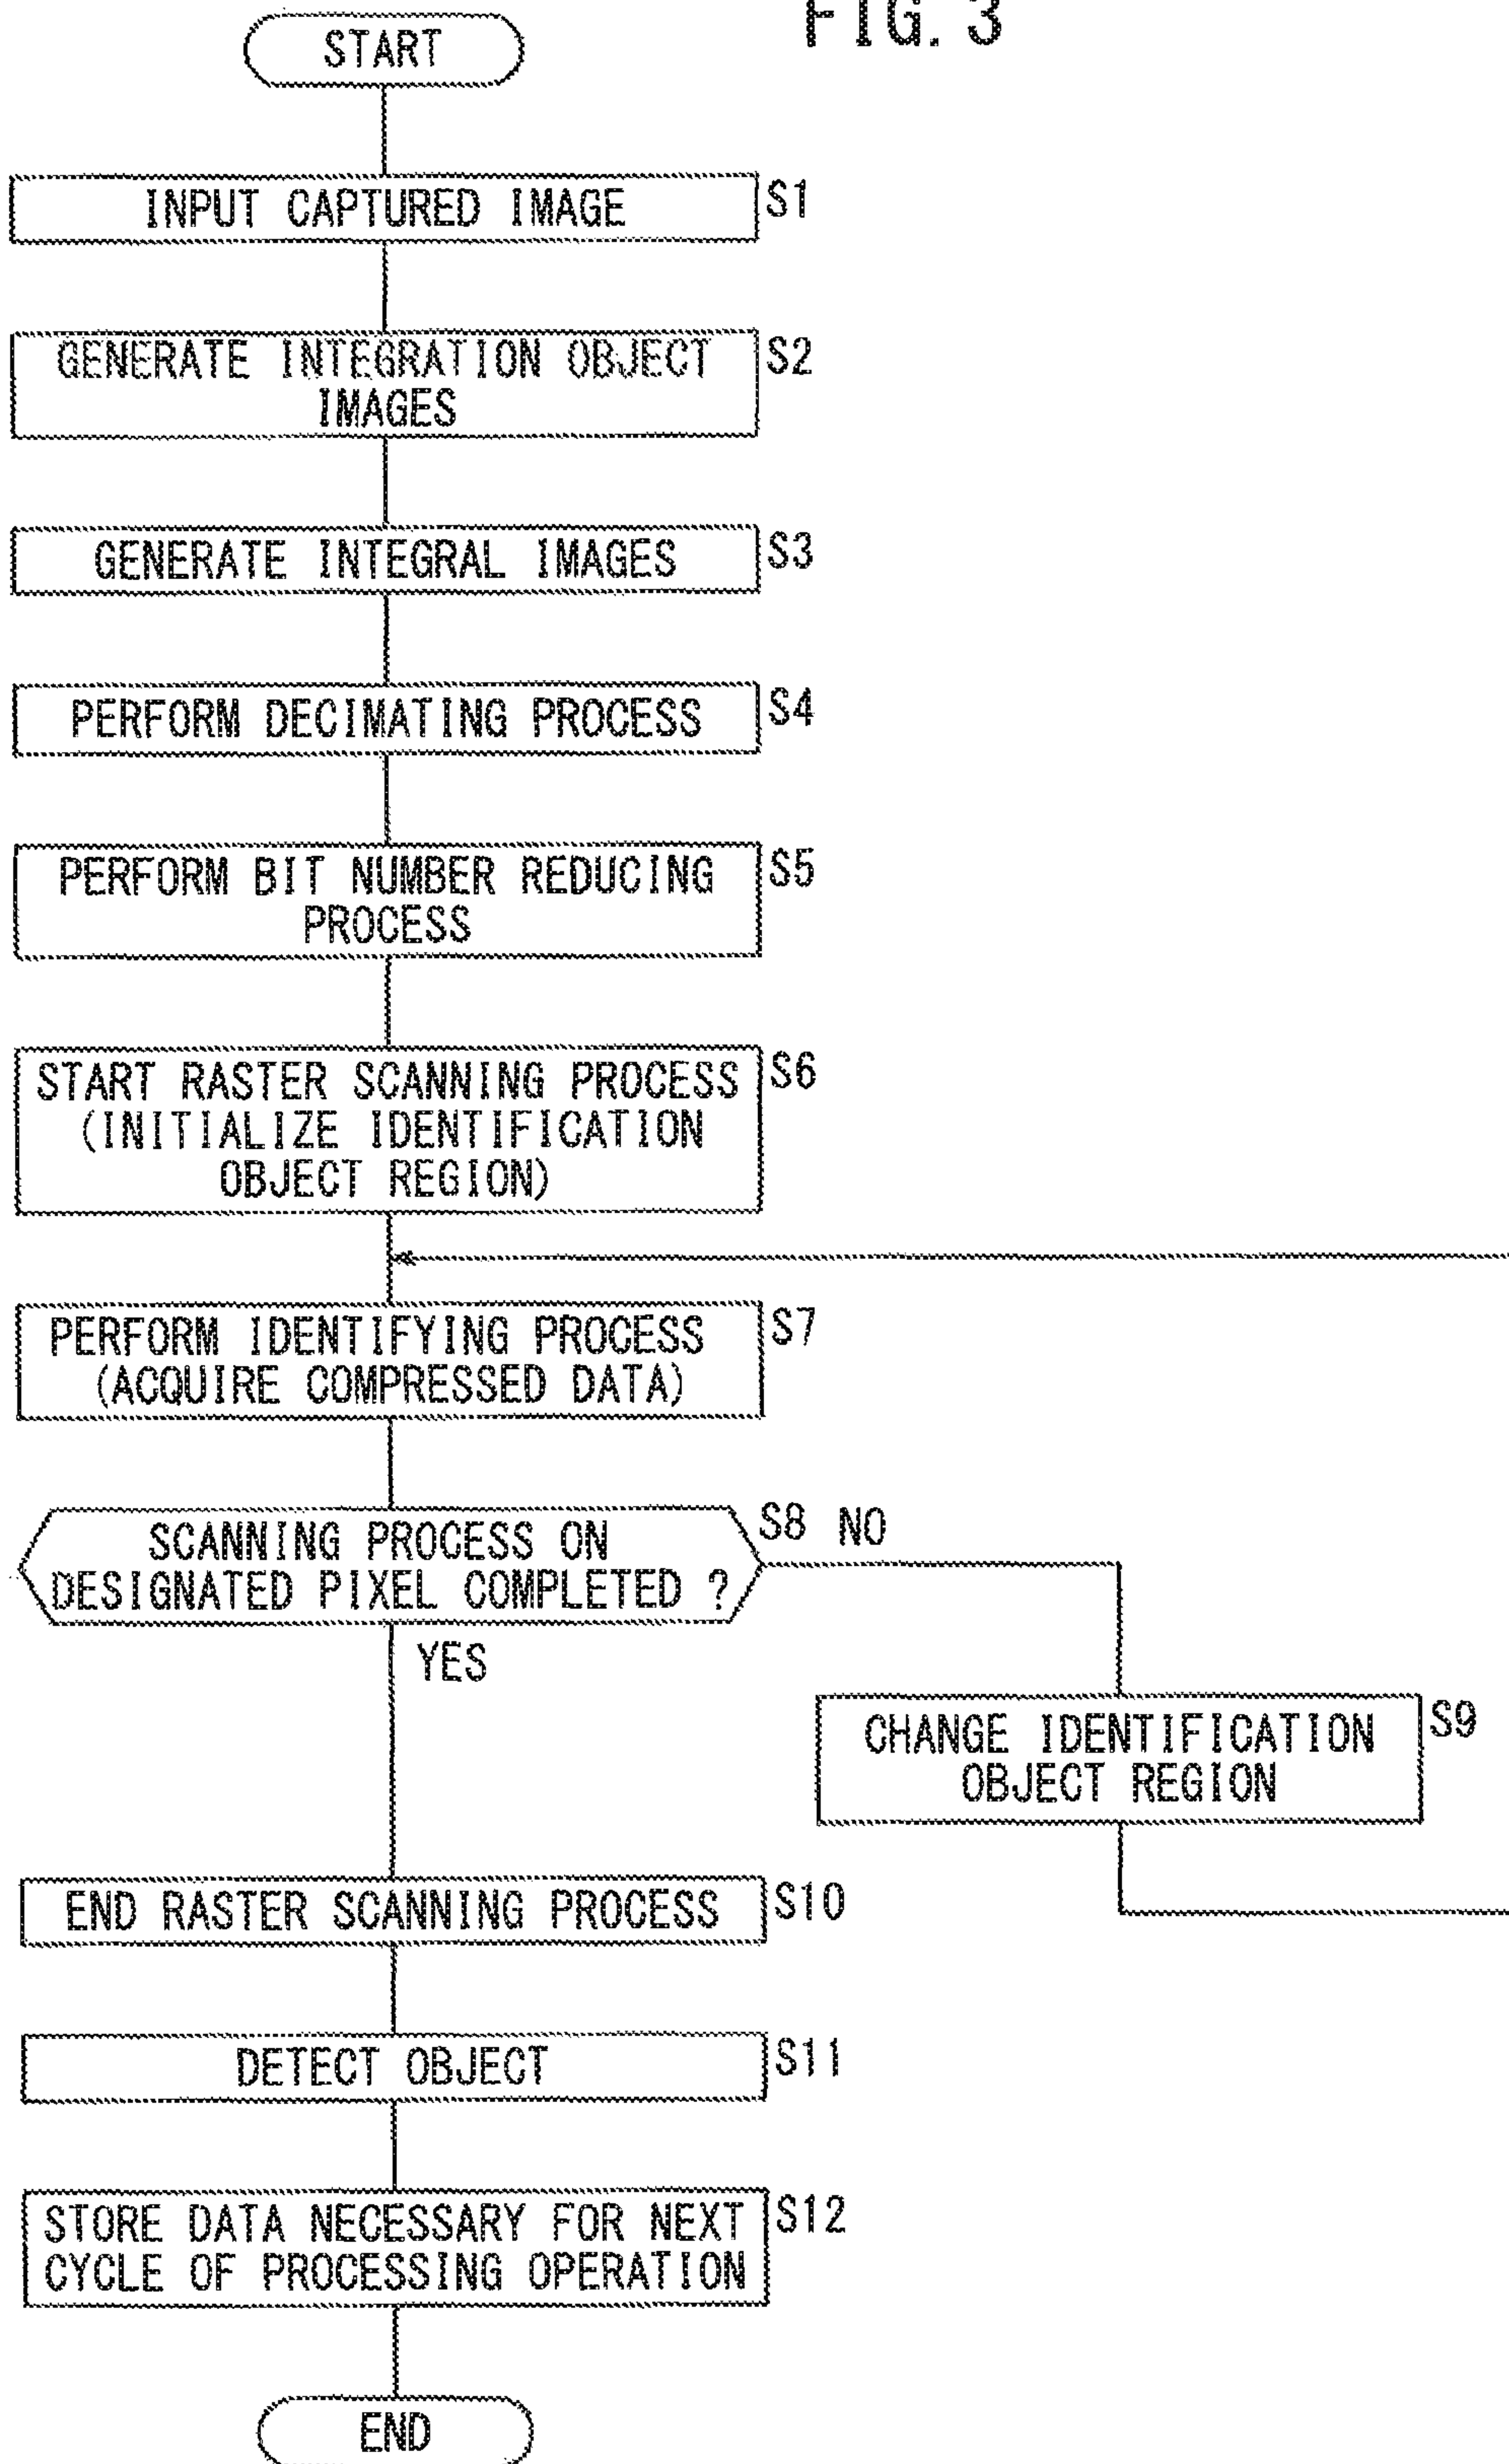 FIG. 3
START
INPUT CAPTURED IMAGE
S1
GENERATE INTEGRATION OBJECT
IMAGES
S2
GENERATE INTEGRAL IMAGES
S3
PERFORM DECIMATING PROCESS
S4
PERFORM BIT NUMBER REDUCING
PROCESS
S5
START RASTER SCANNING PROCESS
(INITIALIZE IDENTIFICATION
OBJECT REGION)
S6
PERFORM IDENTIFYING PROCESS
(ACQUIRE COMPRESSED DATA)
S7
SCANNING PROCESS ON
DESIGNATED PIXEL COMPLETED ?
S8 NO
YES
CHANGE IDENTIFICATION
OBJECT REGION
S9
END RASTER SCANNING PROCESS
S10
DETECT OBJECT
S11
STORE DATA NECESSARY FOR NEXT
CYCLE OF PROCESSING OPERATION
S12
END